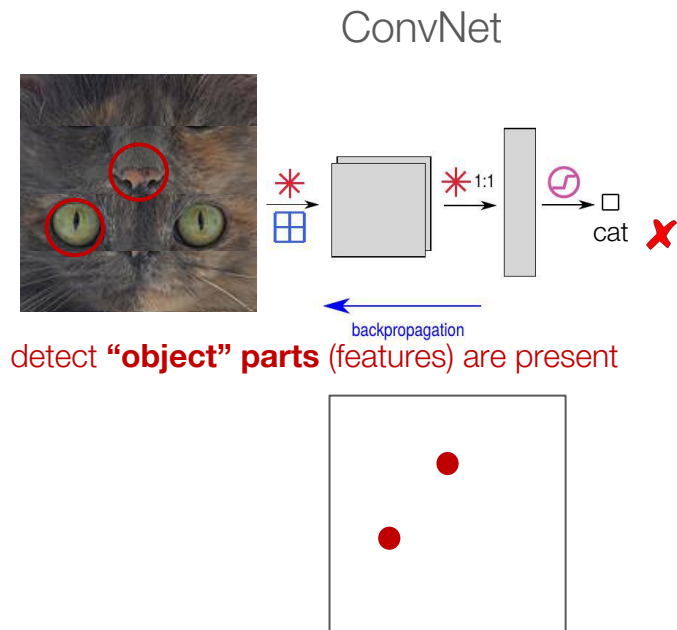 ConvNet
1:1
cat
backpropagation
detect “object” parts (features) are present